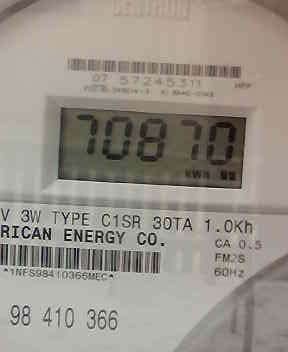 CENTRON
07 57245311
70870
KWH
V 3W TYPE C1SR 30TA 1.0Kh
RICAN ENERGY CO.
CA 0.5
FM2S
60Hz
*1NFS98410366MEC*
98 410 366